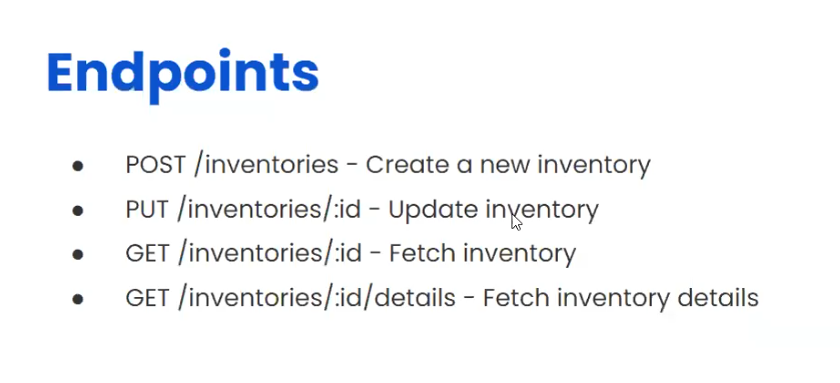 Endpoints
● POST /inventories - Create a new inventory
● PUT /inventories/:id - Update inventory
● GET /inventories/:id - Fetch inventory
● GET /inventories/:id/details - Fetch inventory details